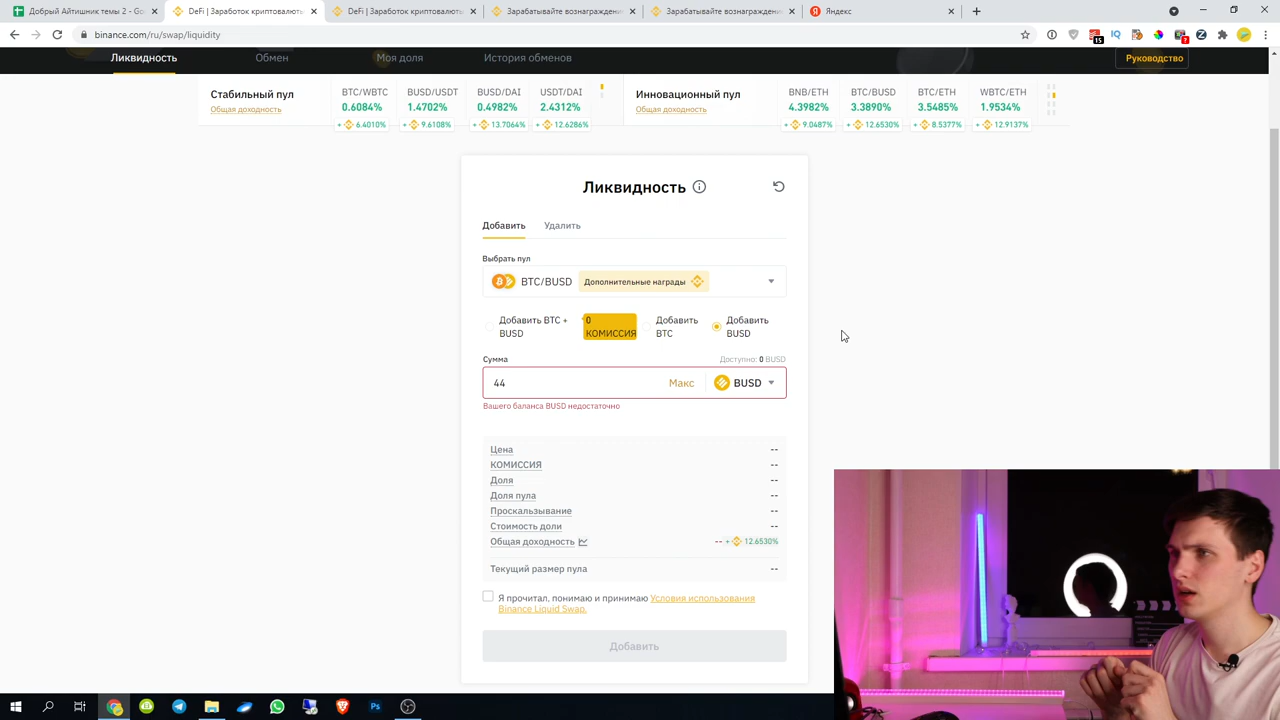 Добрый Айтишник темы 2 - Goo
DeFi | Заработок криптовалюты
DeFi | Заработок криптовалюты
Зарабатывайте вознаграждени
Зарабатывайте вознаграждени
Яндекс
binance.com/ru/swap/liquidity
15
7
Ликвидность
Обмен
Моя доля
История обменов
Руководство
Стабильный пул
Общая доходность
BTC/WBTC
BUSD/USDT
BUSD/DAI
USDT/DAI
0.6084%
1.4702%
0.4982%
2.4312%
+ 6.4010%
+ 9.6108%
+ 13.7064%
+ 12.6286%
Инновационный пул
Общая доходность
BNB/ETH
BTC/BUSD
BTC/ETH
WBTC/ETH
4.3982%
3.3890%
3.5485%
1.9534%
+ 9.0487%
+ 12.6530%
+ 8.5377%
+ 12.9137%
Ликвидность
Добавить
Удалить
Выбрать пул
BTC/BUSD
Дополнительные награды
Добавить BTC +
BUSD
0
КОМИССИЯ
Добавить
BTC
Добавить
BUSD
Сумма
Доступно: 0 BUSD
44
Макс
BUSD
Вашего баланса BUSD недостаточно
Цена --
КОМИССИЯ --
Доля --
Доля пула --
Проскальзывание --
Стоимость доли --
Общая доходность -- + 12.6530%
Текущий размер пула --
Я прочитал, понимаю и принимаю Условия использования
Binance Liquid Swap.
Добавить